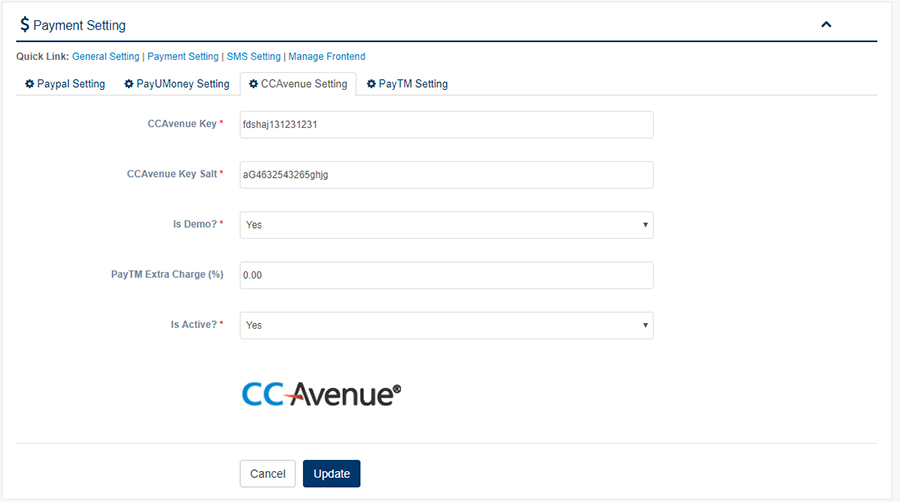 $ Payment Setting
Quick Link: General Setting | Payment Setting | SMS Setting | Manage Frontend
Paypal Setting PayUMoney Setting CCAvenue Setting PayTM Setting
CCAvenue Key * fdshaj131231231
CCAvenue Key Salt * aG4632543265ghjg
Is Demo? * Yes
PayTM Extra Charge (%) 0.00
Is Active? * Yes
CCAvenue®
Cancel Update